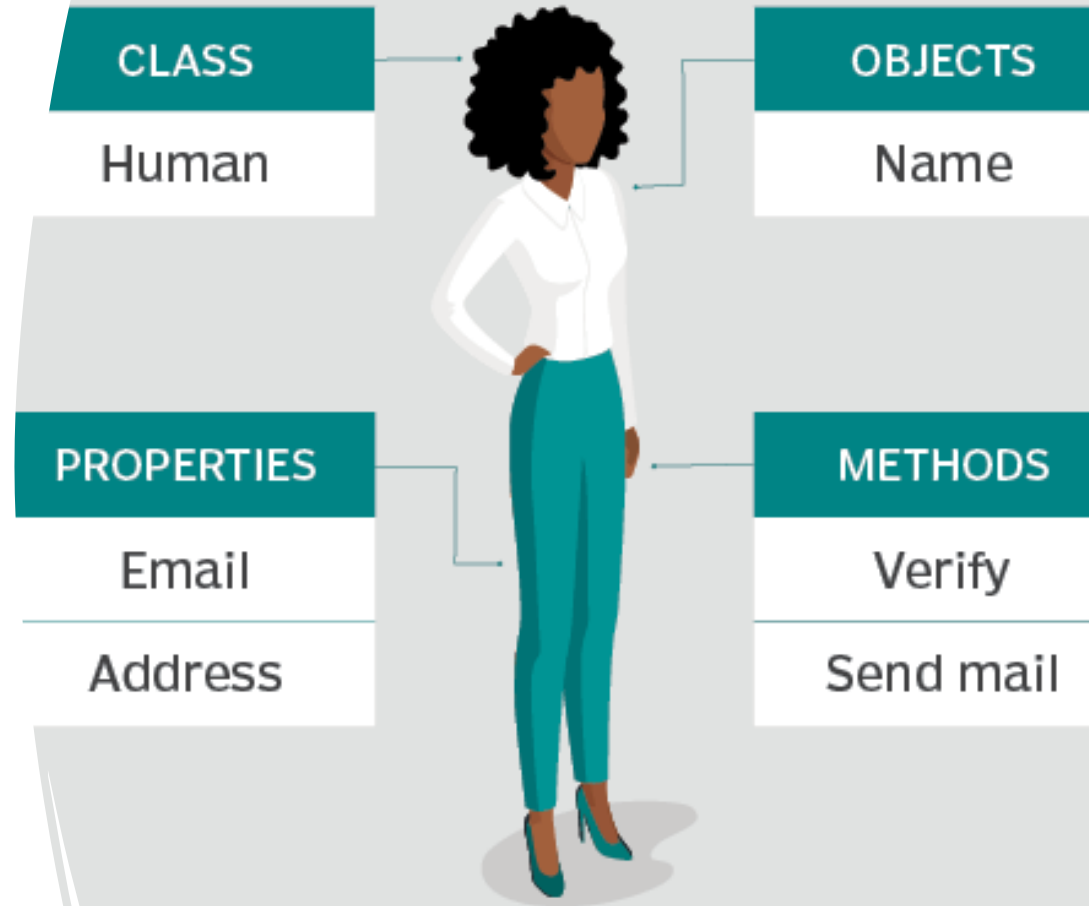 CLASS
Human
OBJECTS
Name
PROPERTIES
Email
Address
METHODS
Verify
Send mail